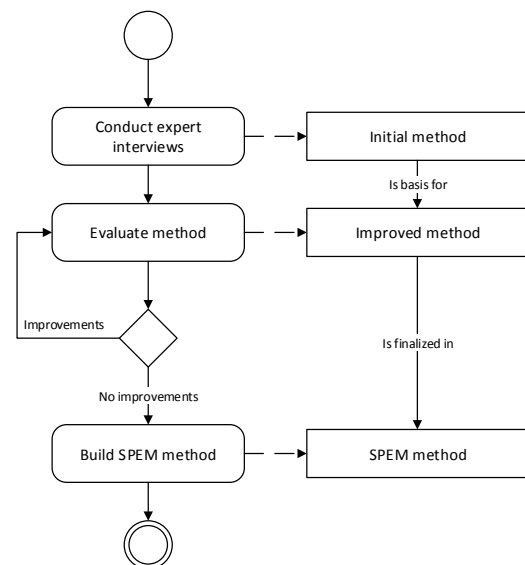 Conduct expert
interviews
Initial method
Is basis for
Evaluate method
Improved method
Improvements
Is finalized in
No improvements
Build SPEM method
SPEM method